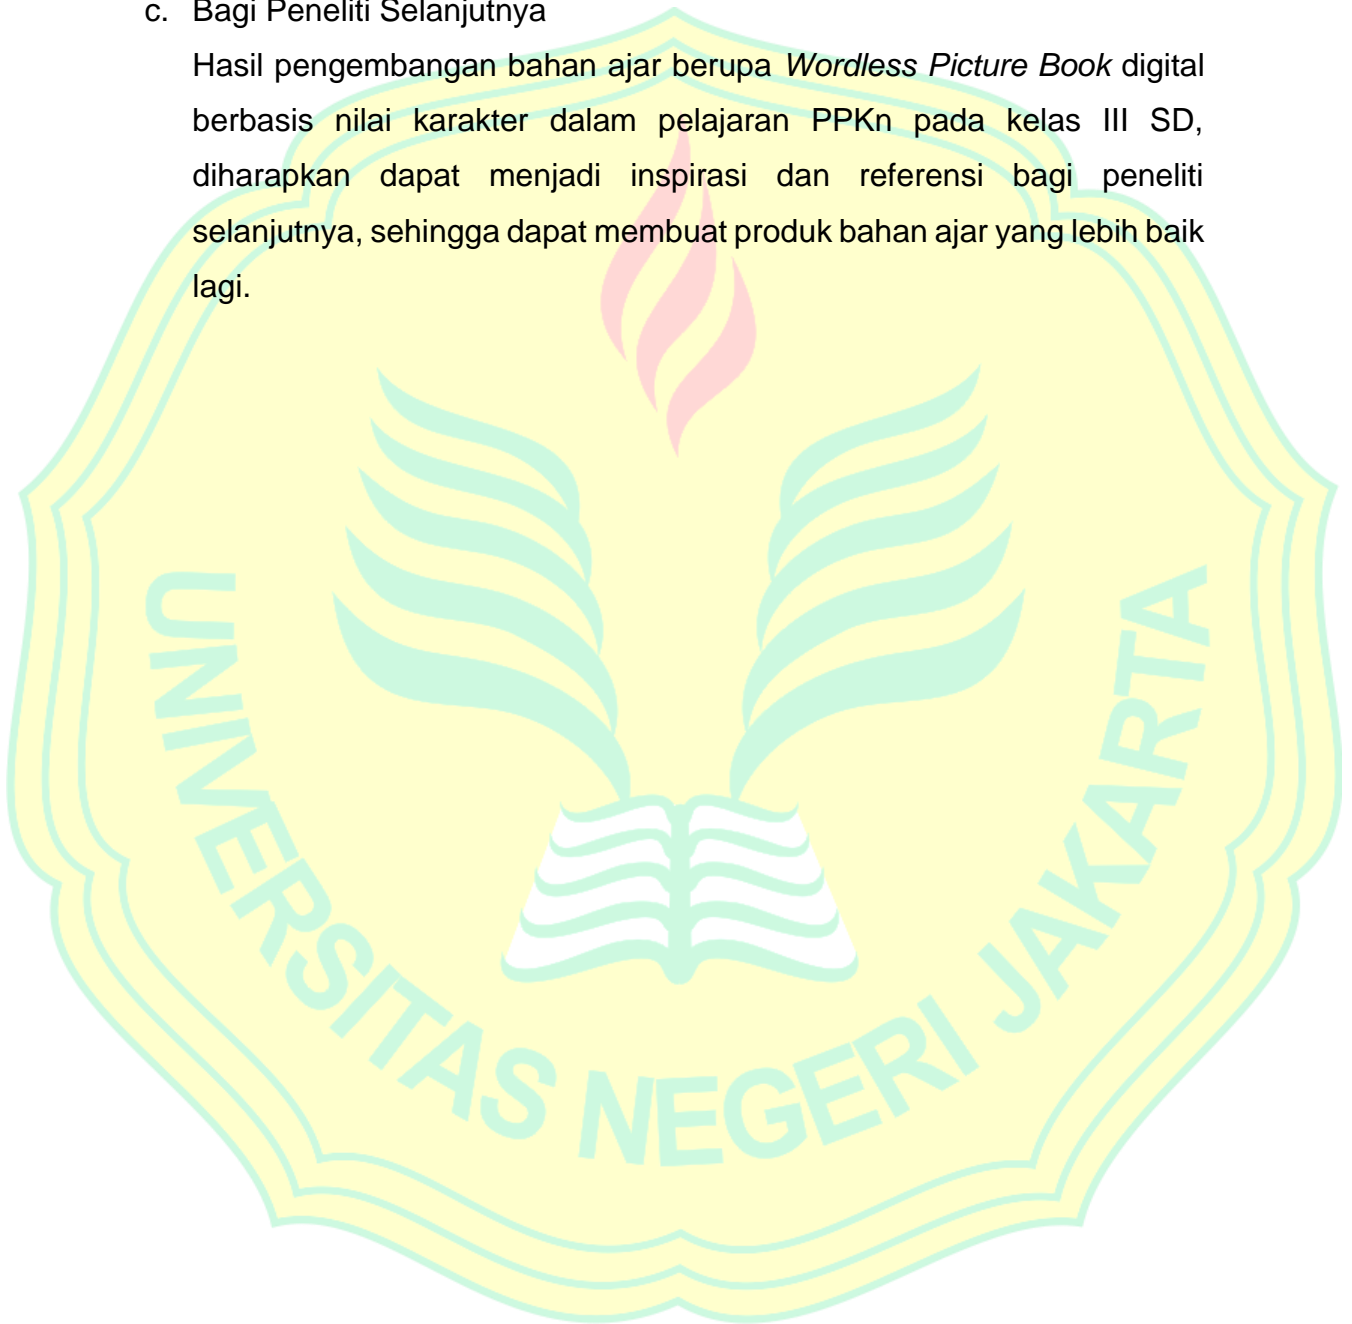 c. Bagi Peneliti Selanjutnya
Hasil pengembangan bahan ajar berupa Wordless Picture Book digital
berbasis nilai karakter dalam pelajaran PPKn pada kelas III SD,
diharapkan dapat menjadi inspirasi dan referensi bagi peneliti
selanjutnya, sehingga dapat membuat produk bahan ajar yang lebih baik
lagi.
UNIVERSITAS NEGERI JAKARTA